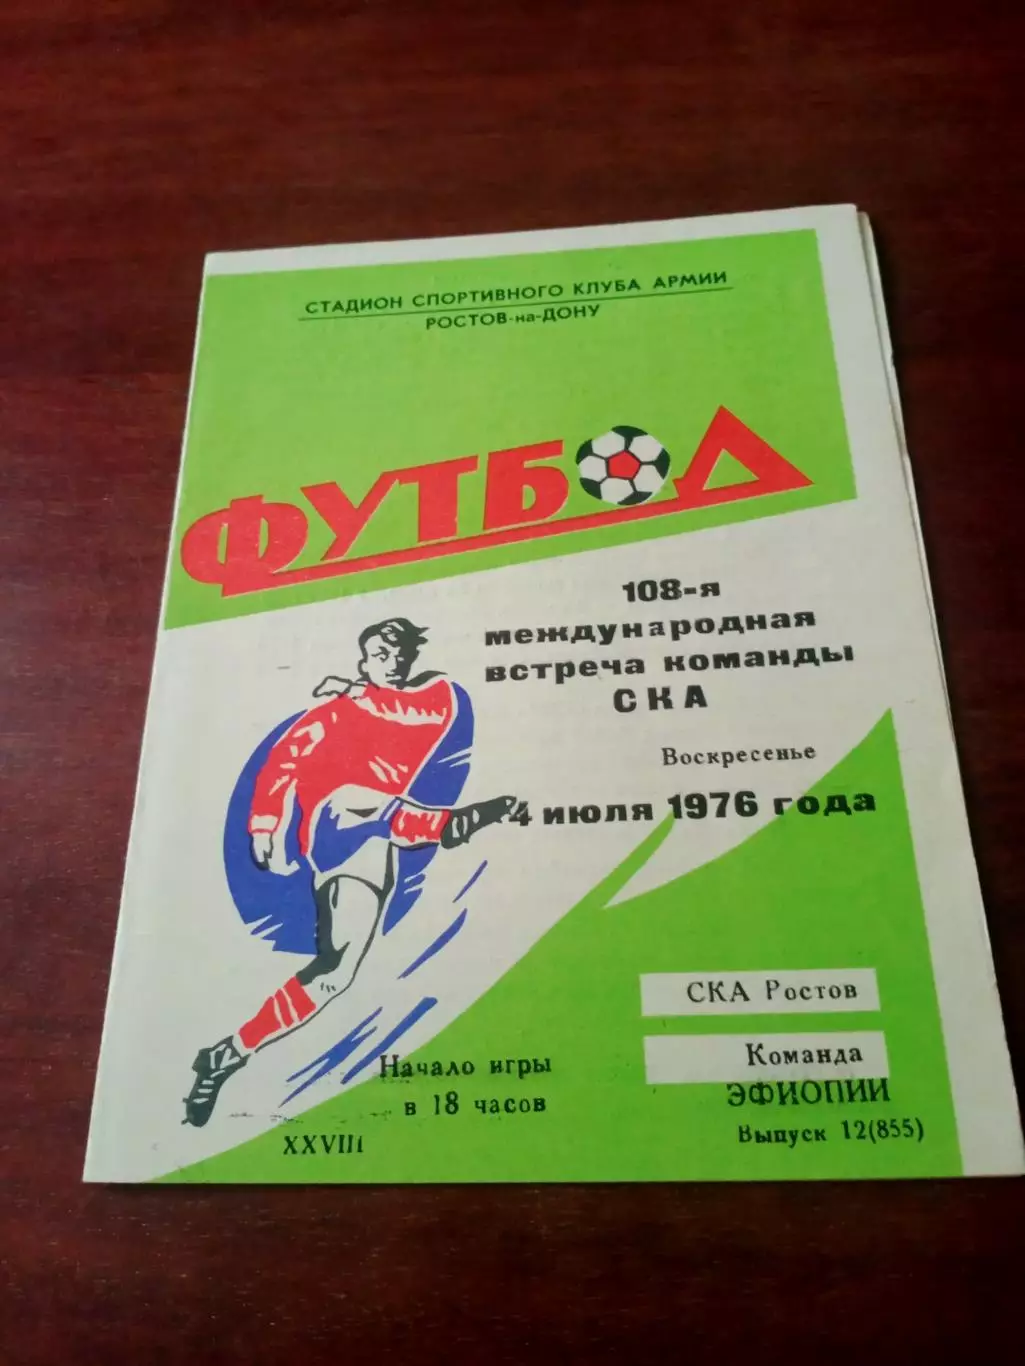 СТАДИОН СПОРТИВНОГО КЛУБА АРМИИ
РОСТОВ-на-ДОНУ
ФУТБОЛ
108-я
международная
встреча команды
СКА
Воскресенье
4 июля 1976 года
СКА Ростов
Команда
ЭФИОПИИ
Начало игры
в 18 часов
Выпуск 12(855)
XXVIII